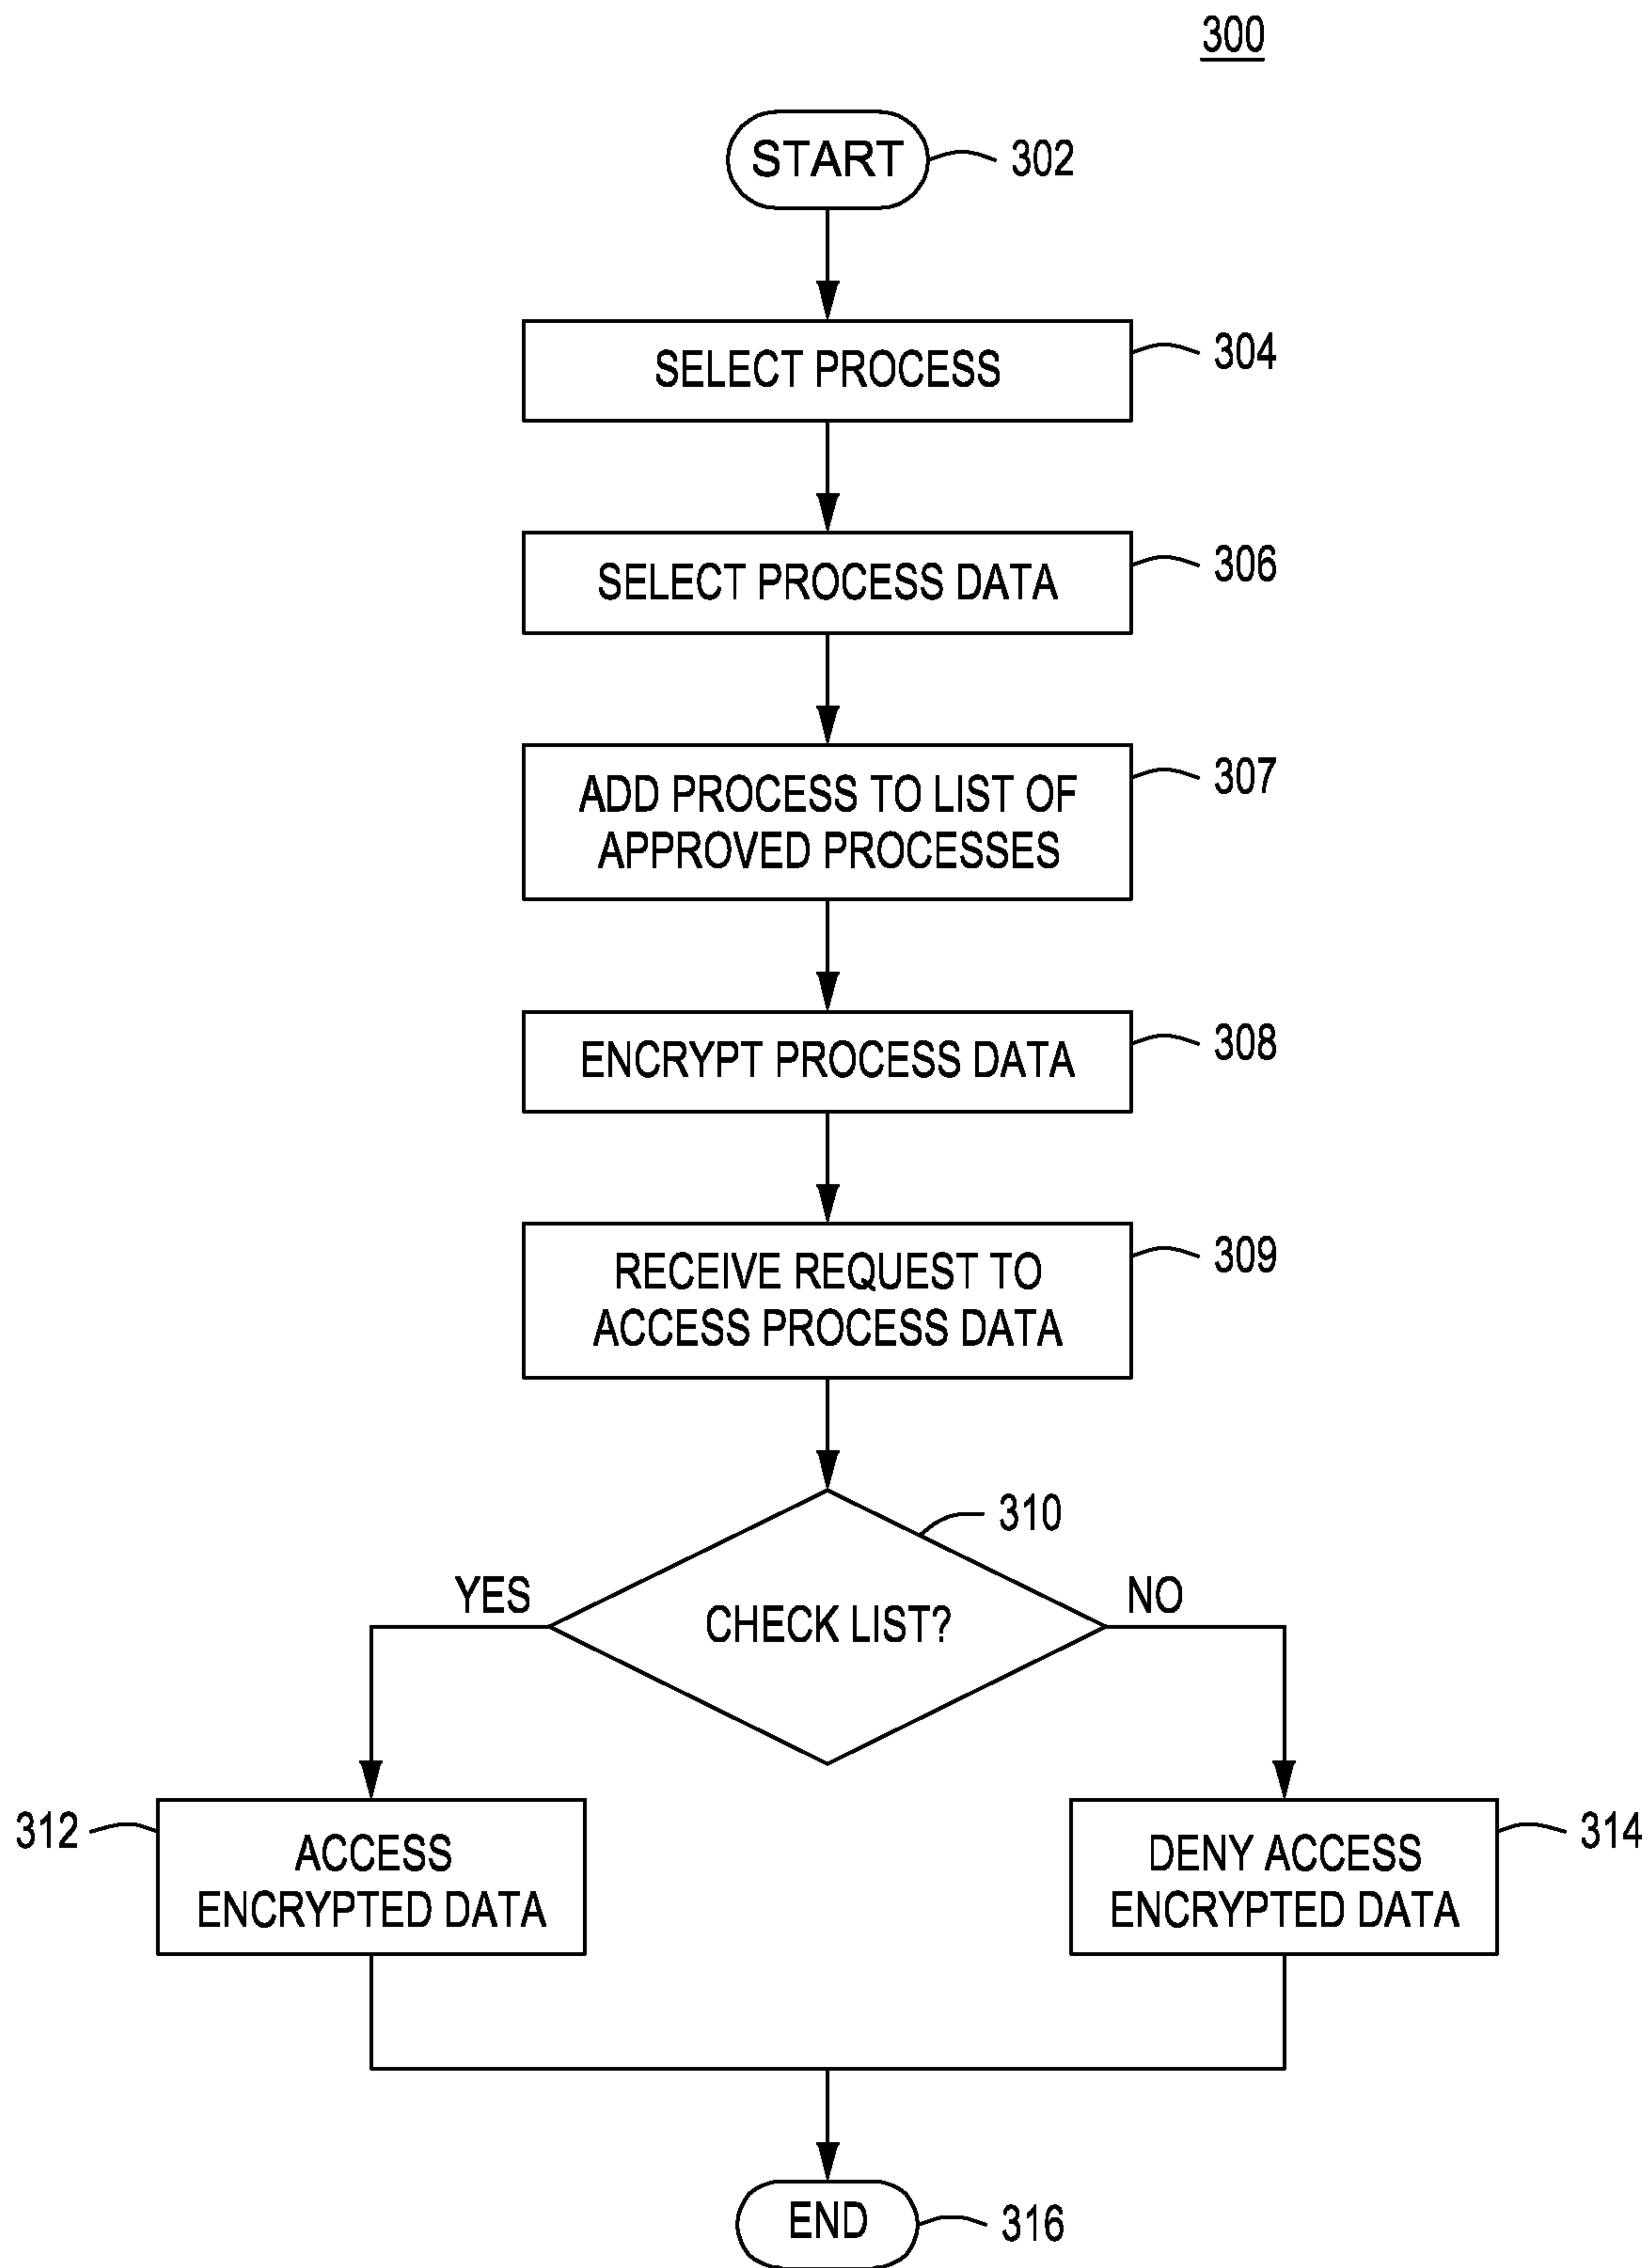 300
START
302
SELECT PROCESS
304
SELECT PROCESS DATA
306
ADD PROCESS TO LIST OF
APPROVED PROCESSES
307
ENCRYPT PROCESS DATA
308
RECEIVE REQUEST TO
ACCESS PROCESS DATA
309
310
YES
CHECK LIST?
NO
312
ACCESS
ENCRYPTED DATA
DENY ACCESS
ENCRYPTED DATA
314
END
316